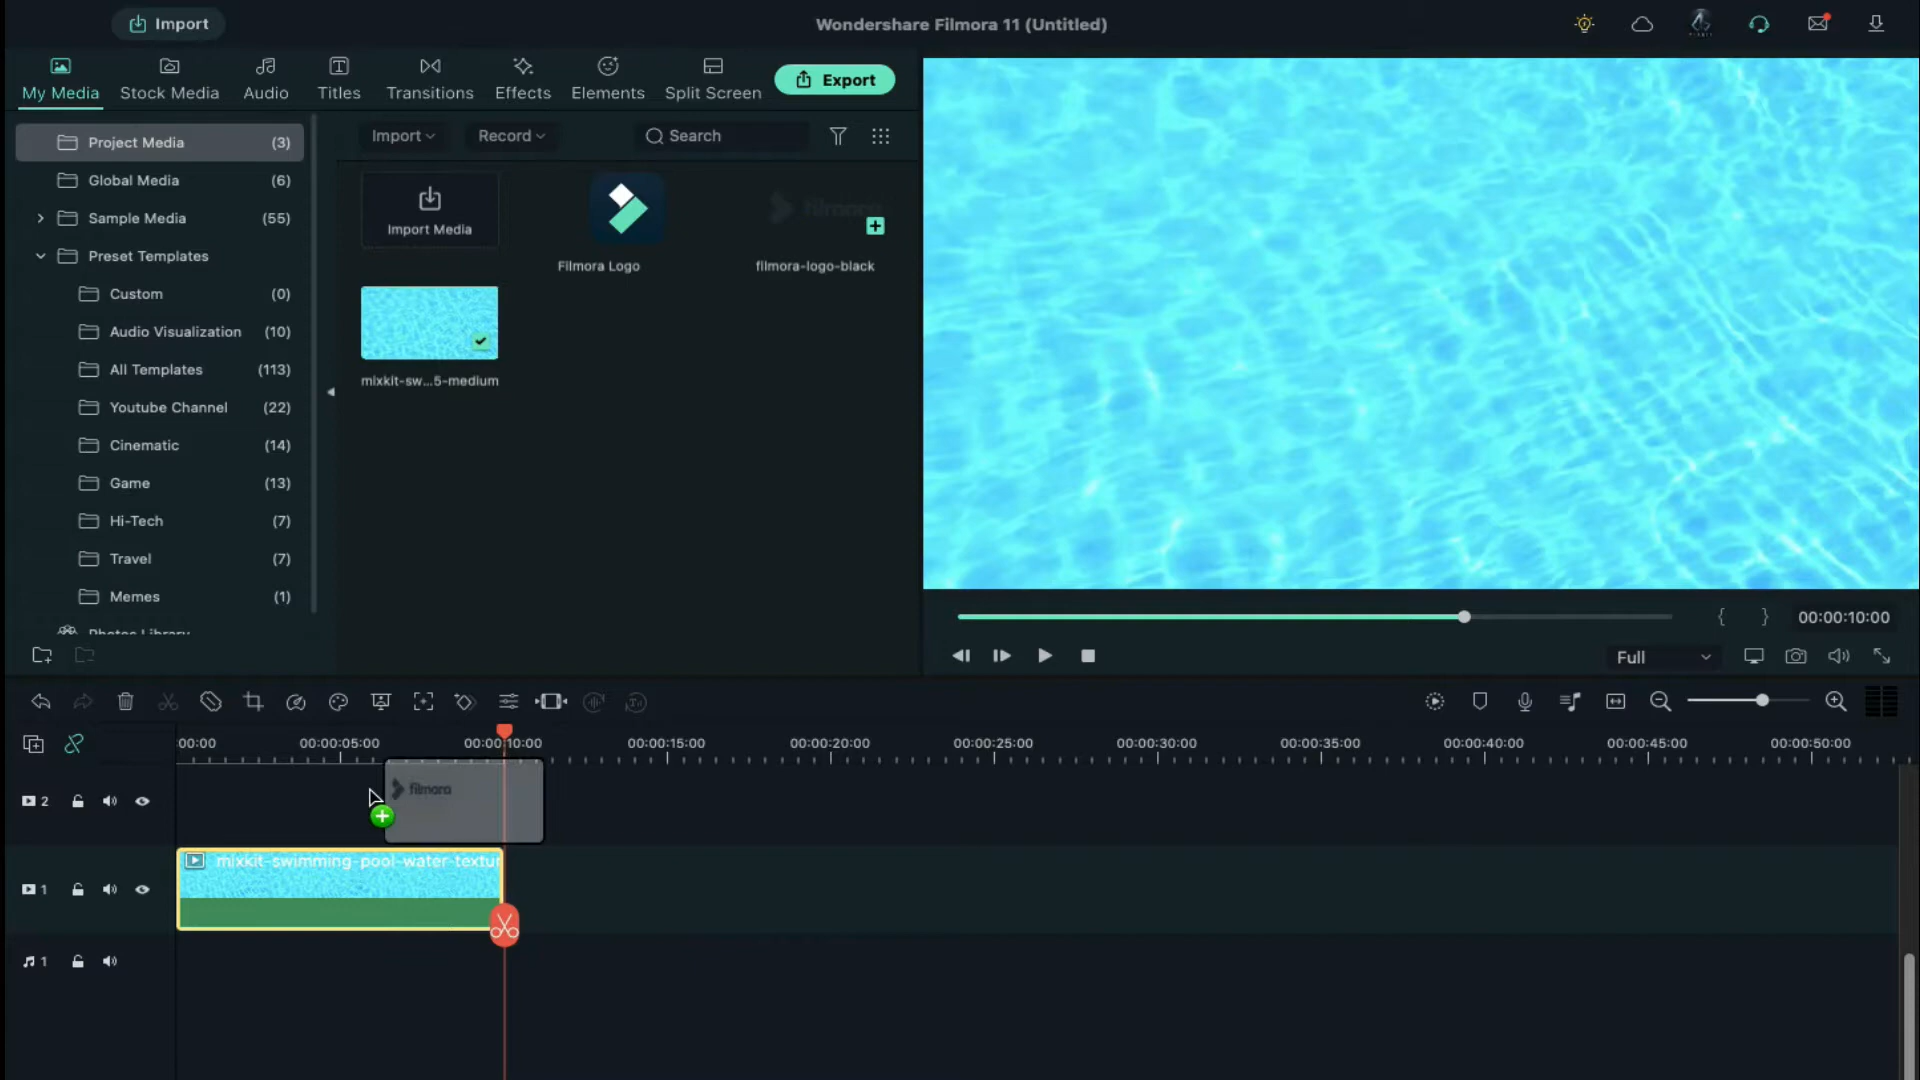 Import
Wondershare Filmora 11 (Untitled)
My Media
Stock Media
Audio
Titles
Transitions
Effects
Elements
Split Screen
Export
Project Media (3)
Global Media (6)
Sample Media (55)
Preset Templates
Custom (0)
Audio Visualization (10)
All Templates (113)
Youtube Channel (22)
Cinematic (14)
Game (13)
Hi-Tech (7)
Travel (7)
Memes (1)
Photos Library
Import
Record
Search
Import Media
Filmora Logo
filmora
filmora-logo-black
mixkit-sw...5-medium
{ } 00:00:10:00
Full
:00:00 00:00:05:00 00:00:10:00 00:00:15:00 00:00:20:00 00:00:25:00 00:00:30:00 00:00:35:00 00:00:40:00 00:00:45:00 00:00:50:00
2
filmora
1
mixkit-swimming-pool-water-textur
1